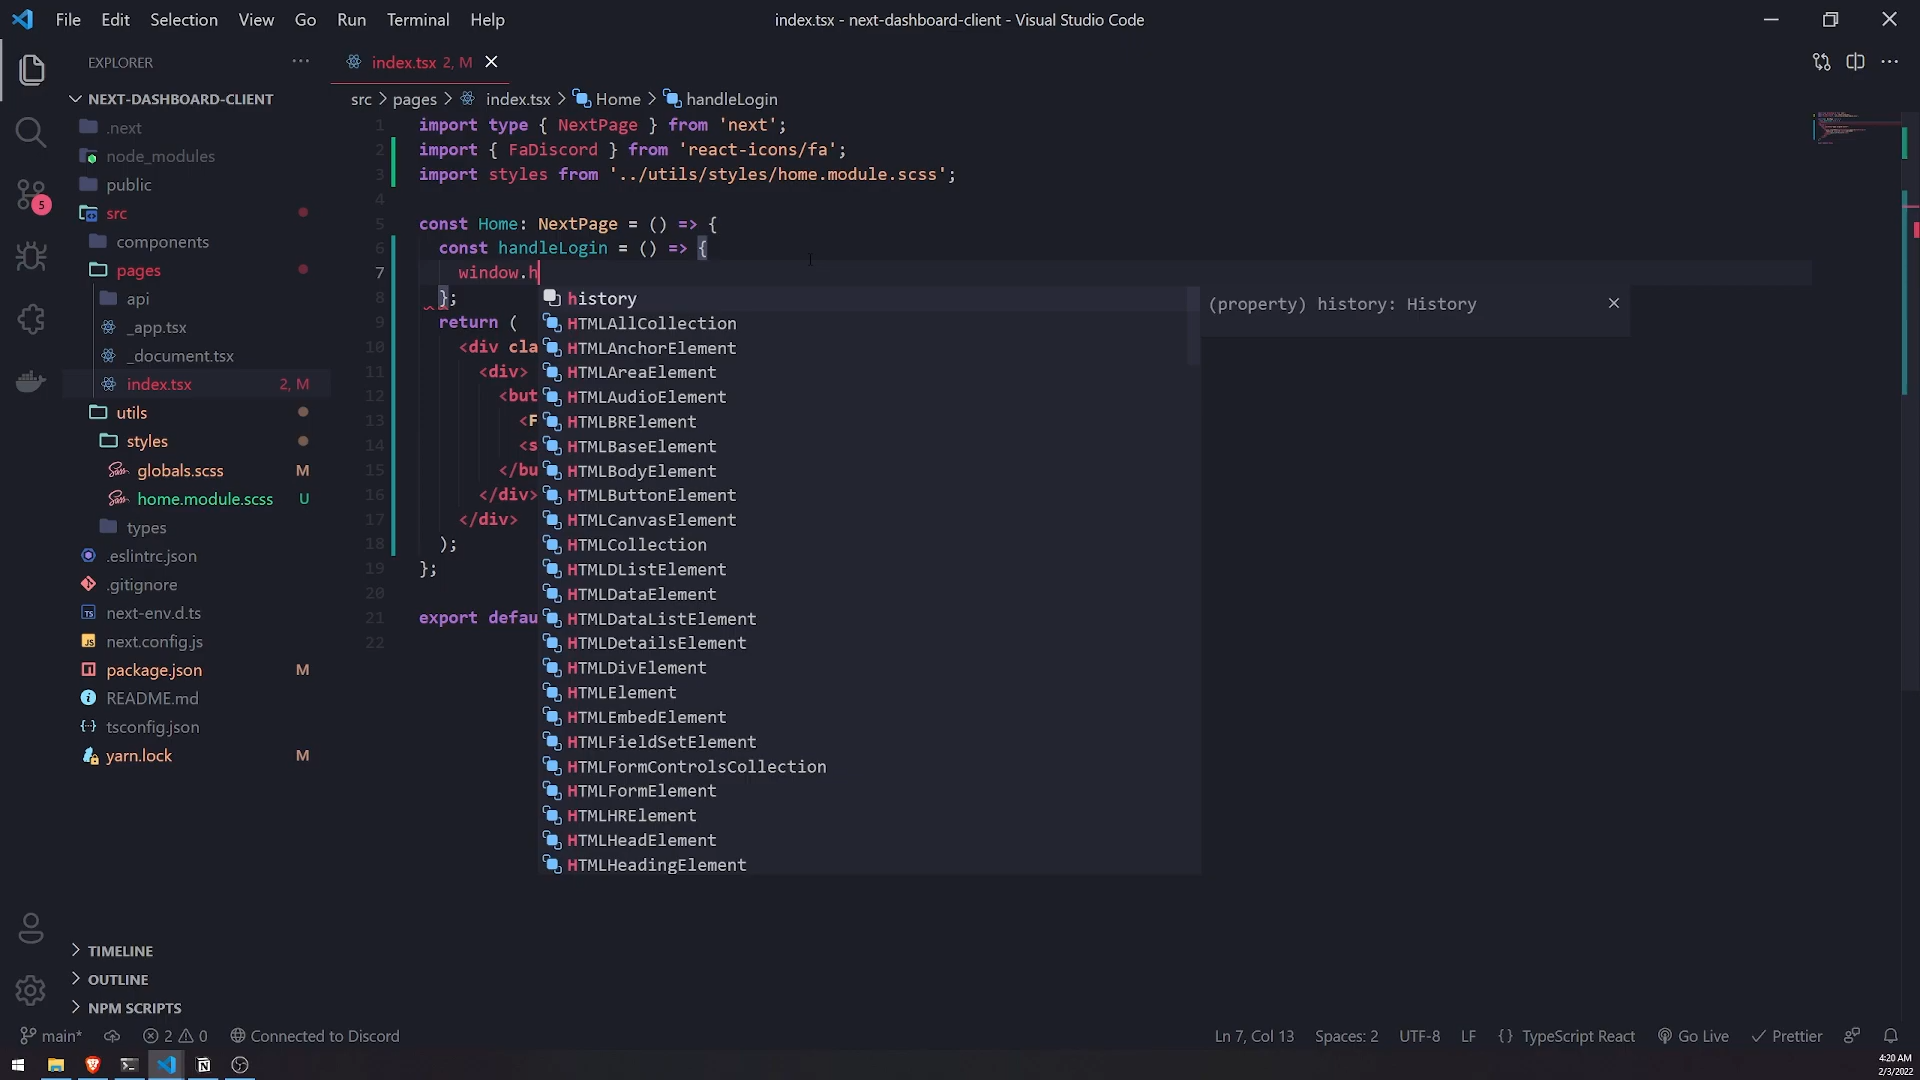 File Edit Selection View Go Run Terminal Help
index.tsx - next-dashboard-client - Visual Studio Code
EXPLORER
NEXT-DASHBOARD-CLIENT
.next
node_modules
public
src
components
pages
api
_app.tsx
_document.tsx
index.tsx 2, M
utils
styles
globals.scss M
home.module.scss U
types
.eslintrc.json
.gitignore
next-env.d.ts
next.config.js
package.json M
README.md
tsconfig.json
yarn.lock M
TIMELINE
OUTLINE
NPM SCRIPTS
5
index.tsx 2, M
src > pages > index.tsx > Home > handleLogin
1 import type { NextPage } from 'next';
2 import { FaDiscord } from 'react-icons/fa';
3 import styles from '../utils/styles/home.module.scss';
4
5 const Home: NextPage = () => {
6 const handleLogin = () => {
7 window.h
8 };
9 return (
10 <div cla
11 <div>
12 <but
13 <F
14 <s
15 </bu
16 </div>
17 </div>
18 );
19 };
20
21 export defau
22
history
HTMLAllCollection
HTMLAnchorElement
HTMLAreaElement
HTMLAudioElement
HTMLBRElement
HTMLBaseElement
HTMLBodyElement
HTMLButtonElement
HTMLCanvasElement
HTMLCollection
HTMLDListElement
HTMLDataElement
HTMLDataListElement
HTMLDetailsElement
HTMLDivElement
HTMLElement
HTMLEmbedElement
HTMLFieldSetElement
HTMLFormControlsCollection
HTMLFormElement
HTMLHRElement
HTMLHeadElement
HTMLHeadingElement
(property) history: History
main* 2 0 Connected to Discord
Ln 7, Col 13 Spaces: 2 UTF-8 LF {} TypeScript React Go Live Prettier
4:20 AM
2/3/2022